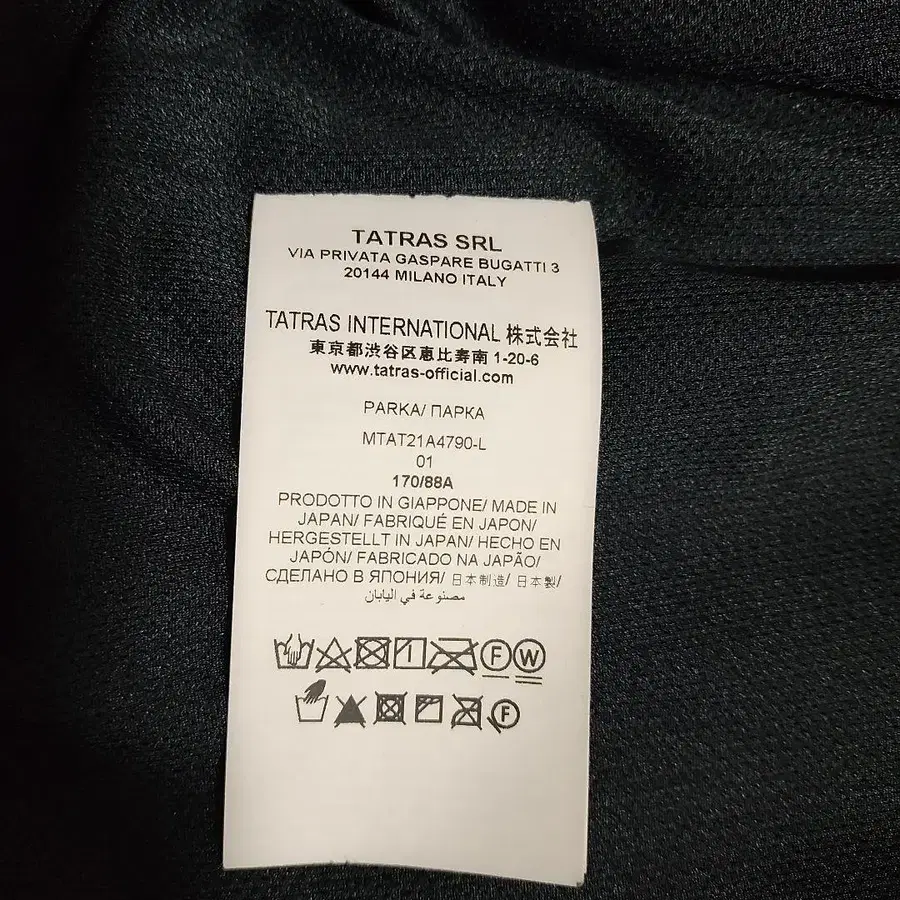 TATRAS SRL
VIA PRIVATA GASPARE BUGATTI 3
20144 MILANO ITALY
TATRAS INTERNATIONAL 株式会社
東京都渋谷区恵比寿南 1-20-6
www.tatras-official.com
PARKA/ ПАРКА
MTAT21A4790-L
01
170/88A
PRODOTTO IN GIAPPONE/ MADE IN
JAPAN/ FABRIQUÉ EN JAPON/
HERGESTELLT IN JAPAN/ HECHO EN
JAPÓN/ FABRICADO NA JAPÃO/
СДЕЛАНО В ЯПОНИЯ/ 日本制造/ 日本製/
مصنوعة في اليابان
F W
F